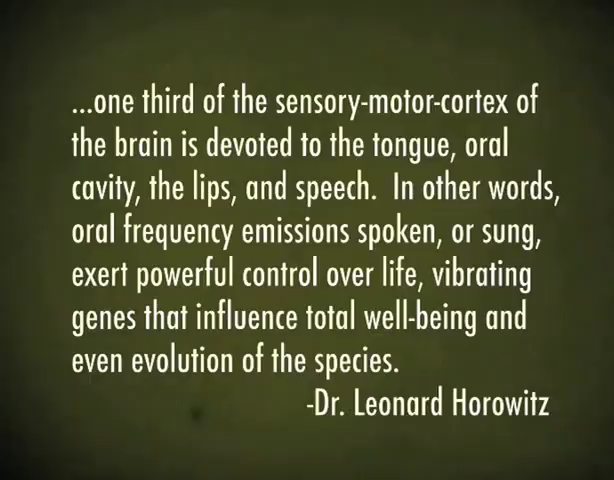 ...one third of the sensory-motor-cortex of
the brain is devoted to the tongue, oral
cavity, the lips, and speech.  In other words,
oral frequency emissions spoken, or sung,
exert powerful control over life, vibrating
genes that influence total well-being and
even evolution of the species.
-Dr. Leonard Horowitz